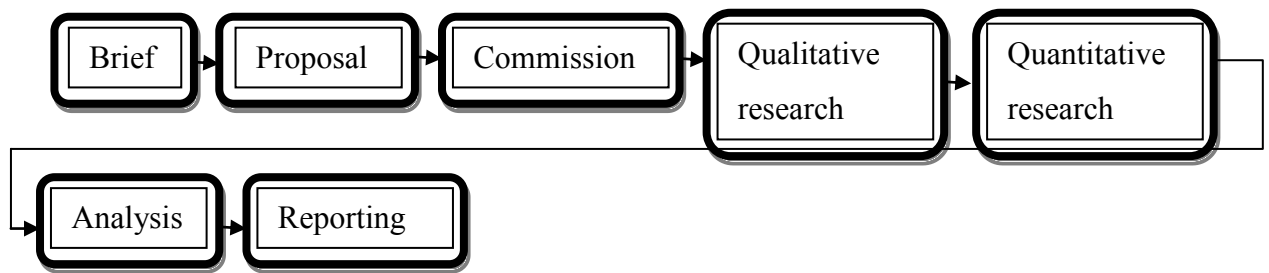 Brief
Proposal
Commission
Qualitative
research
Quantitative
research
Analysis
Reporting